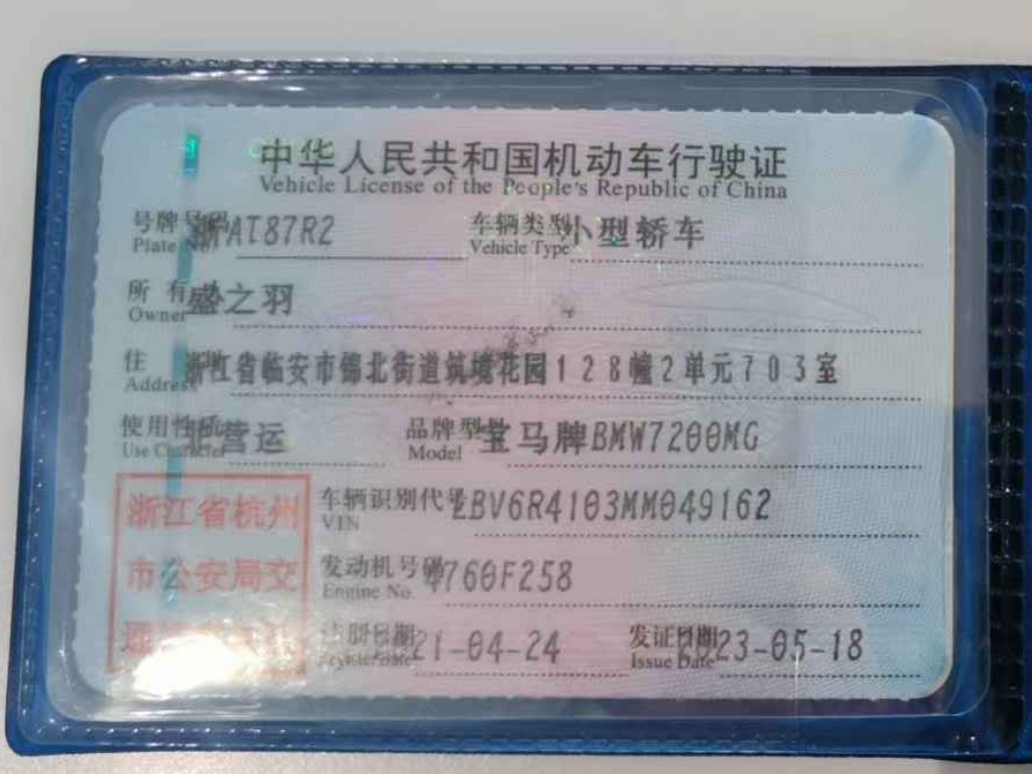 中华人民共和国机动车行驶证
Vehicle License of the People's Republic of China
号牌号码 浙AT87R2 车辆类型 小型轿车
Plate No. Vehicle Type
所有人 盛之羽
Owner
住址 浙江省临安市锦北街道筑境花园128幢2单元703室
Address
使用性质 非营运 品牌型号 宝马牌BMW7200MG
Use Character Model
浙江省杭州 车辆识别代号 LBV6R4103MM049162
VIN
市公安局交 发动机号码 4760F258
Engine No.
注册日期 2021-04-24 发证日期 2023-05-18
Register Date Issue Date